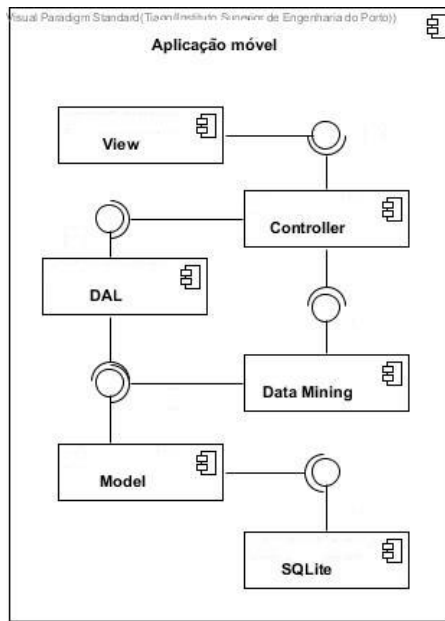 Visual Paradigm Standard(Tiago(Instituto Superior de Engenharia do Porto))
Aplicação móvel
View
Controller
DAL
Data Mining
Model
SQLite